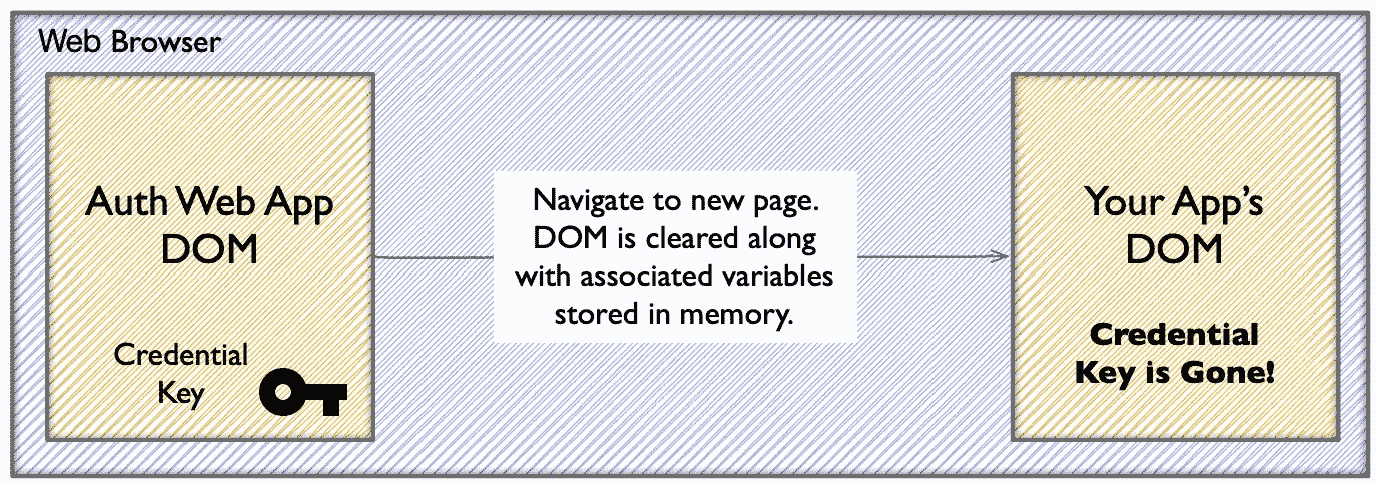 Web Browser
Auth Web App
DOM
Credential
Key
Navigate to new page.
DOM is cleared along
with associated variables
stored in memory.
Your App's
DOM
Credential
Key is Gone!